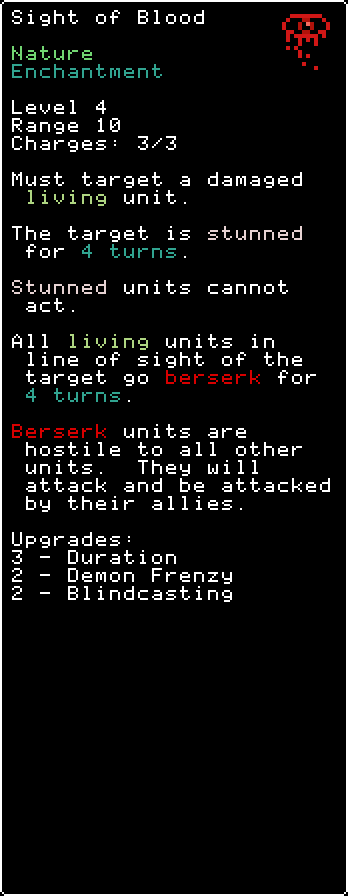 Sight of Blood
Nature
Enchantment
Level 4
Range 10
Charges: 3/3
Must target a damaged
living unit.
The target is stunned
for 4 turns.
Stunned units cannot
act.
All living units in
line of sight of the
target go berserk for
4 turns.
Berserk units are
hostile to all other
units.  They will
attack and be attacked
by their allies.
Upgrades:
3 - Duration
2 - Demon Frenzy
2 - Blindcasting